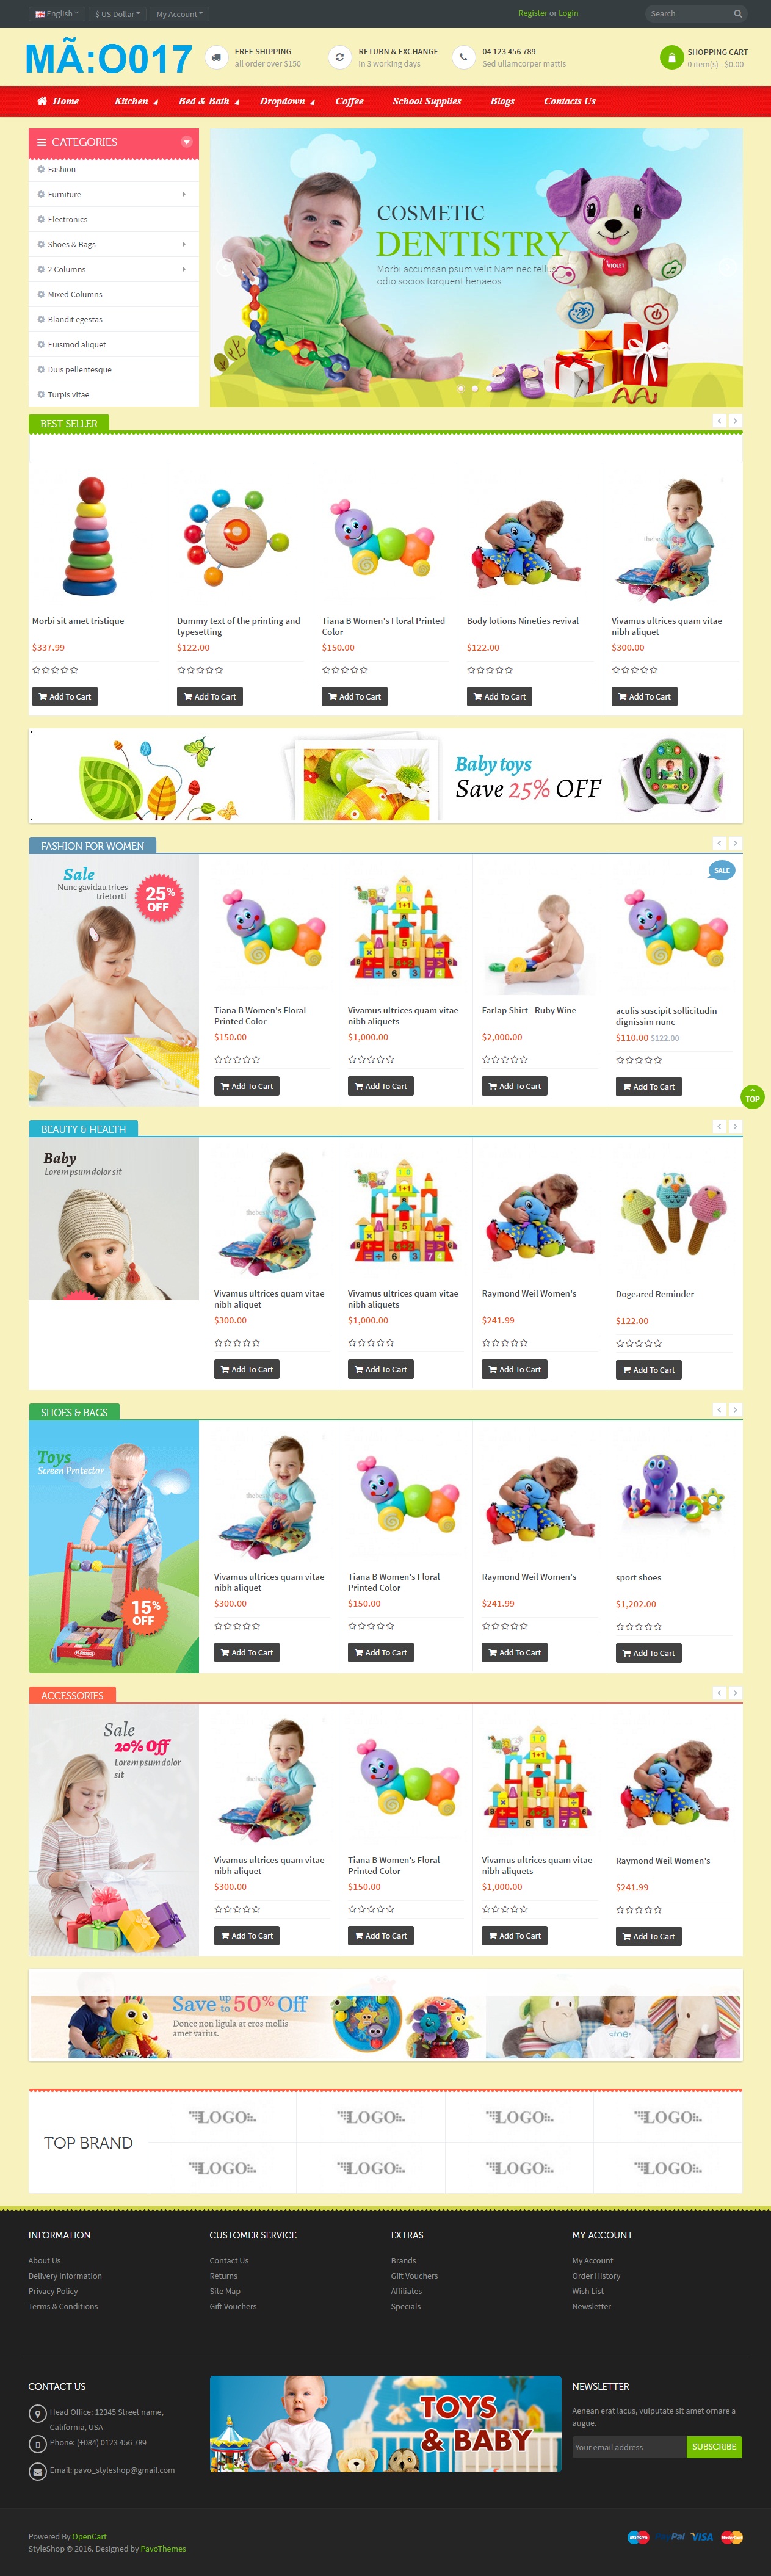 English $ US Dollar My Account Register or Login Search
MÃ:O017
FREE SHIPPING
all order over $150
RETURN & EXCHANGE
in 3 working days
04 123 456 789
Sed ullamcorper mattis
SHOPPING CART
0 item(s) - $0.00
Home Kitchen Bed & Bath Dropdown Coffee School Supplies Blogs Contacts Us
CATEGORIES
Fashion
Furniture
Electronics
Shoes & Bags
2 Columns
Mixed Columns
Blandit egestas
Euismod aliquet
Duis pellentesque
Turpis vitae
COSMETIC
DENTISTRY
Morbi accumsan psum velit Nam nec tellus
odio socios torquent henaeos
VIOLET
BEST SELLER
Morbi sit amet tristique
$337.99
Add To Cart
Dummy text of the printing and
typesetting
$122.00
Add To Cart
Tiana B Women's Floral Printed
Color
$150.00
Add To Cart
Body lotions Nineties revival
$122.00
Add To Cart
Vivamus ultrices quam vitae
nibh aliquet
$300.00
Add To Cart
Baby toys
Save 25% OFF
FASHION FOR WOMEN
Sale
Nunc gavidau trices
trieto rti.
25%
OFF
Tiana B Women's Floral
Printed Color
$150.00
Add To Cart
Vivamus ultrices quam vitae
nibh aliquets
$1,000.00
Add To Cart
Farlap Shirt - Ruby Wine
$2,000.00
Add To Cart
SALE
aculis suscipit sollicitudin
dignissim nunc
$110.00 $122.00
Add To Cart
TOP
BEAUTY & HEALTH
Baby
Lorem psum dolor sit
Vivamus ultrices quam vitae
nibh aliquet
$300.00
Add To Cart
Vivamus ultrices quam vitae
nibh aliquets
$1,000.00
Add To Cart
Raymond Weil Women's
$241.99
Add To Cart
Dogeared Reminder
$122.00
Add To Cart
SHOES & BAGS
Toys
Screen Protector
15%
OFF
Vivamus ultrices quam vitae
nibh aliquet
$300.00
Add To Cart
Tiana B Women's Floral
Printed Color
$150.00
Add To Cart
Raymond Weil Women's
$241.99
Add To Cart
sport shoes
$1,202.00
Add To Cart
ACCESSORIES
Sale
20% Off
Lorem psum dolor
sit
Vivamus ultrices quam vitae
nibh aliquet
$300.00
Add To Cart
Tiana B Women's Floral
Printed Color
$150.00
Add To Cart
Vivamus ultrices quam vitae
nibh aliquets
$1,000.00
Add To Cart
Raymond Weil Women's
$241.99
Add To Cart
Save up to 50% Off
Donec non ligula at eros mollis
amet varius.
TOP BRAND
LOGO LOGO LOGO LOGO
LOGO LOGO LOGO LOGO
INFORMATION
About Us
Delivery Information
Privacy Policy
Terms & Conditions
CUSTOMER SERVICE
Contact Us
Returns
Site Map
Gift Vouchers
EXTRAS
Brands
Gift Vouchers
Affiliates
Specials
MY ACCOUNT
My Account
Order History
Wish List
Newsletter
CONTACT US
Head Office: 12345 Street name,
California, USA
Phone: (+084) 0123 456 789
Email: pavo_styleshop@gmail.com
TOYS
& BABY
NEWSLETTER
Aenean erat lacus, vulputate sit amet ornare a
augue.
Your email address SUBSCRIBE
Powered By OpenCart
StyleShop © 2016. Designed by PavoThemes
Maestro PayPal VISA